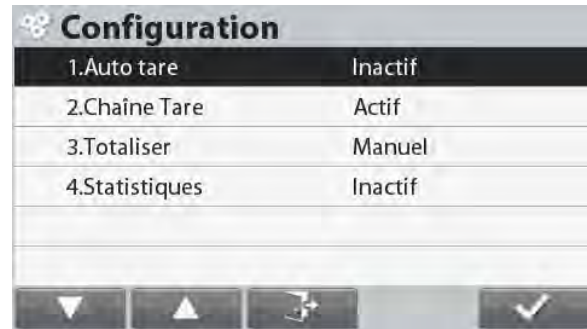 Configuration
1.Auto tare Inactif
2.Chaîne Tare Actif
3.Totaliser Manuel
4.Statistiques Inactif